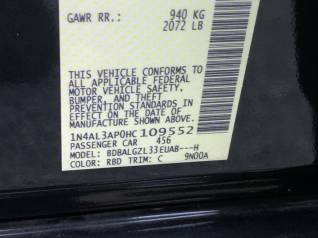 GAWR RR.: 940 KG
2072 LB
THIS VEHICLE CONFORMS TO
ALL APPLICABLE FEDERAL
MOTOR VEHICLE SAFETY,
BUMPER, AND THEFT
PREVENTION STANDARDS IN
EFFECT ON THE DATE OF
MANUFACTURE SHOWN ABOVE.
1N4AL3AP0HC109552
PASSENGER CAR 456
MODEL: BDBALGZL33EUAB---H
COLOR: RBD TRIM: C 9N00A